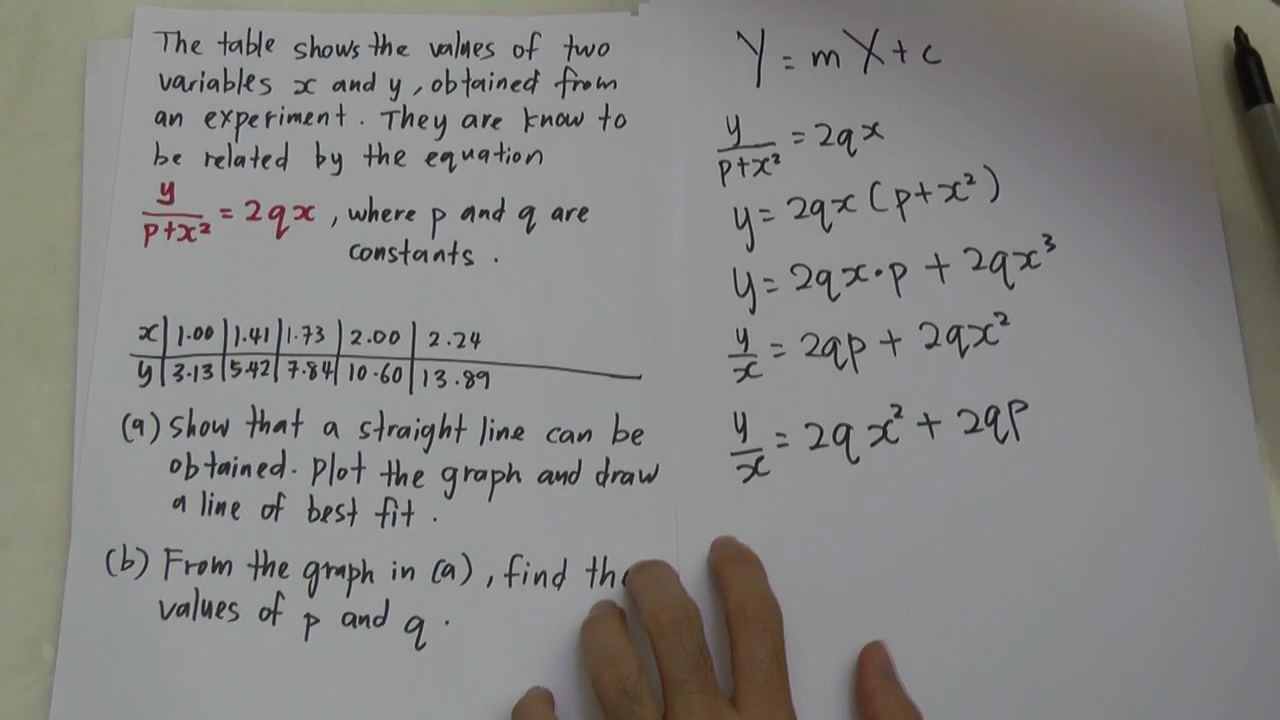 The table shows the values of two
variables x and y, obtained from
an experiment. They are know to
be related by the equation
y/(p+x²) = 2qx, where p and q are
constants.
x | 1.00 | 1.41 | 1.73 | 2.00 | 2.24
y | 3.13 | 5.42 | 7.84 | 10.60 | 13.89
(a) Show that a straight line can be
obtained. Plot the graph and draw
a line of best fit.
(b) From the graph in (a), find
values of p and q.
Y = mX + c
y/(p+x²) = 2qx
y = 2qx(p+x²)
y = 2qx·p + 2qx³
y/x = 2qp + 2qx²
y/x = 2qx² + 2qp